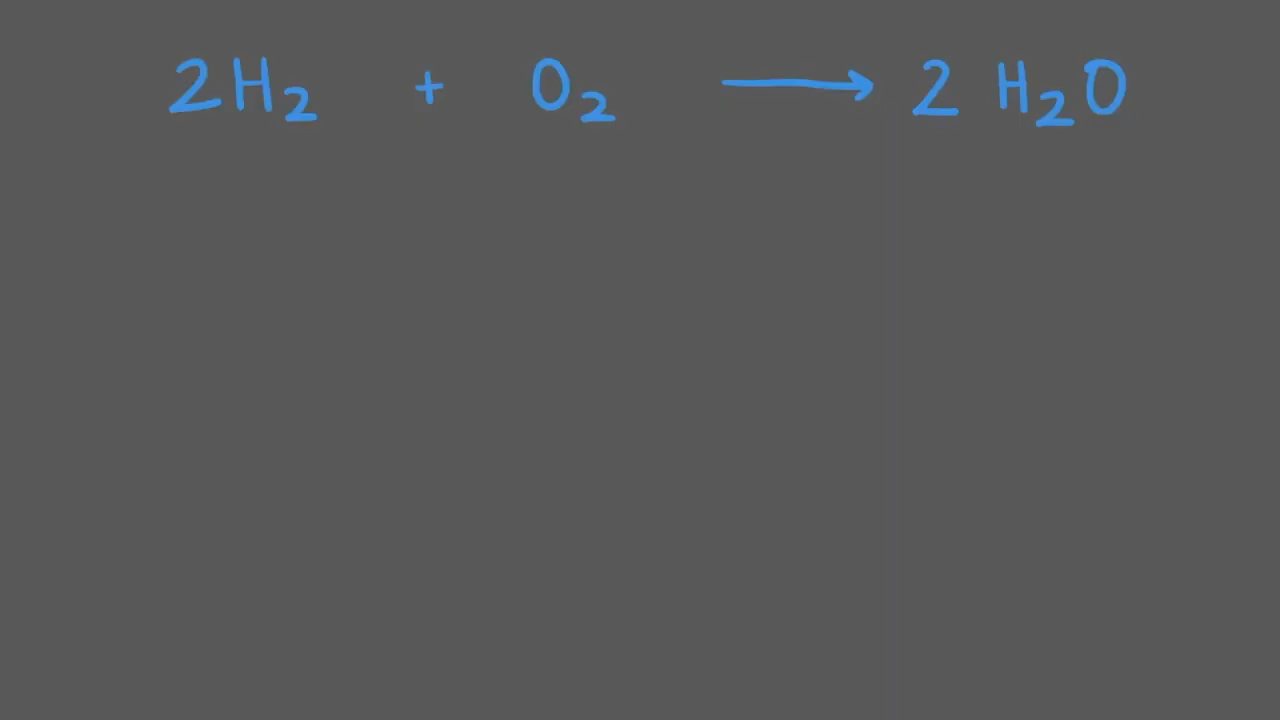 2H₂ + O₂ ⟶ 2 H₂O